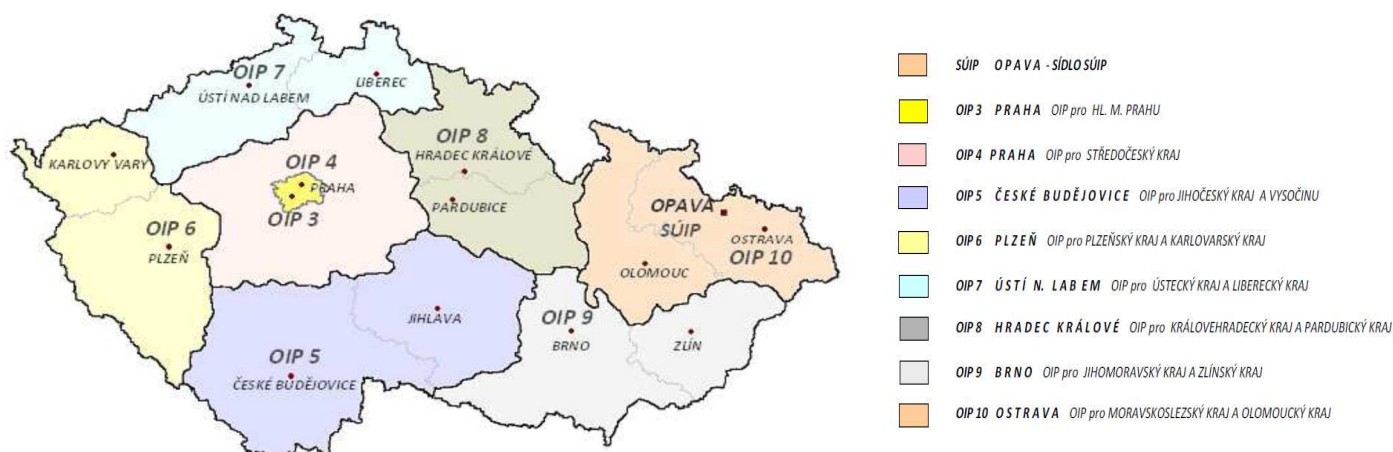 OIP 7
ÚSTÍ NAD LABEM
LIBEREC
KARLOVY VARY
OIP 4
PRAHA
OIP 3
OIP 8
HRADEC KRÁLOVÉ
PARDUBICE
OIP 6
PLZEŇ
OPAVA
SÚIP
OSTRAVA
OIP 10
OLOMOUC
JIHLAVA
OIP 9
BRNO
ZLÍN
OIP 5
ČESKÉ BUDĚJOVICE
SÚIP OPAVA - SÍDLO SÚIP
OIP 3 PRAHA OIP pro HL. M. PRAHU
OIP 4 PRAHA OIP pro STŘEDOČESKÝ KRAJ
OIP 5 ČESKÉ BUDĚJOVICE OIP pro JIHOČESKÝ KRAJ A VYSOČINU
OIP 6 PLZEŇ OIP pro PLZEŇSKÝ KRAJ A KARLOVARSKÝ KRAJ
OIP 7 ÚSTÍ N. LABEM OIP pro ÚSTECKÝ KRAJ A LIBERECKÝ KRAJ
OIP 8 HRADEC KRÁLOVÉ OIP pro KRÁLOVEHRADECKÝ KRAJ A PARDUBICKÝ KRAJ
OIP 9 BRNO OIP pro JIHOMORAVSKÝ KRAJ A ZLÍNSKÝ KRAJ
OIP 10 OSTRAVA OIP pro MORAVSKOSLEZSKÝ KRAJ A OLOMOUCKÝ KRAJ